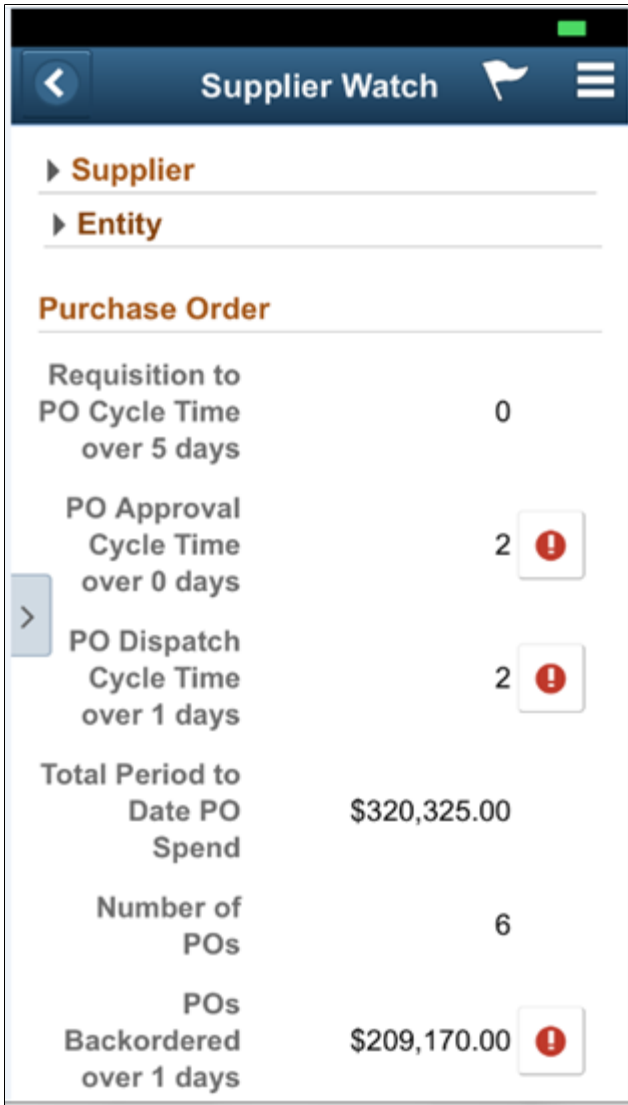 Supplier Watch
Supplier
Entity
Purchase Order
Requisition to
PO Cycle Time
over 5 days
0
PO Approval
Cycle Time
over 0 days
2
PO Dispatch
Cycle Time
over 1 days
2
Total Period to
Date PO
Spend
$320,325.00
Number of
POs
6
POs
Backordered
over 1 days
$209,170.00